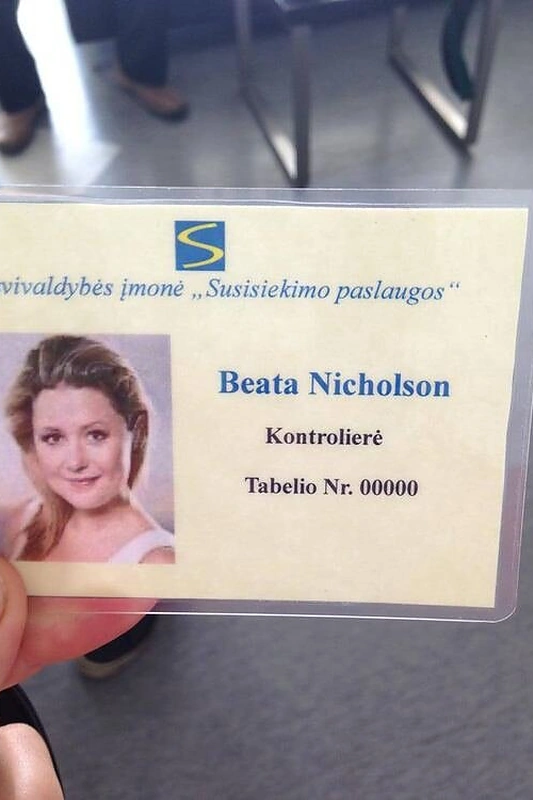 vivaldybės įmonė „Susisiekimo paslaugos“
Beata Nicholson
Kontrolierė
Tabelio Nr. 00000